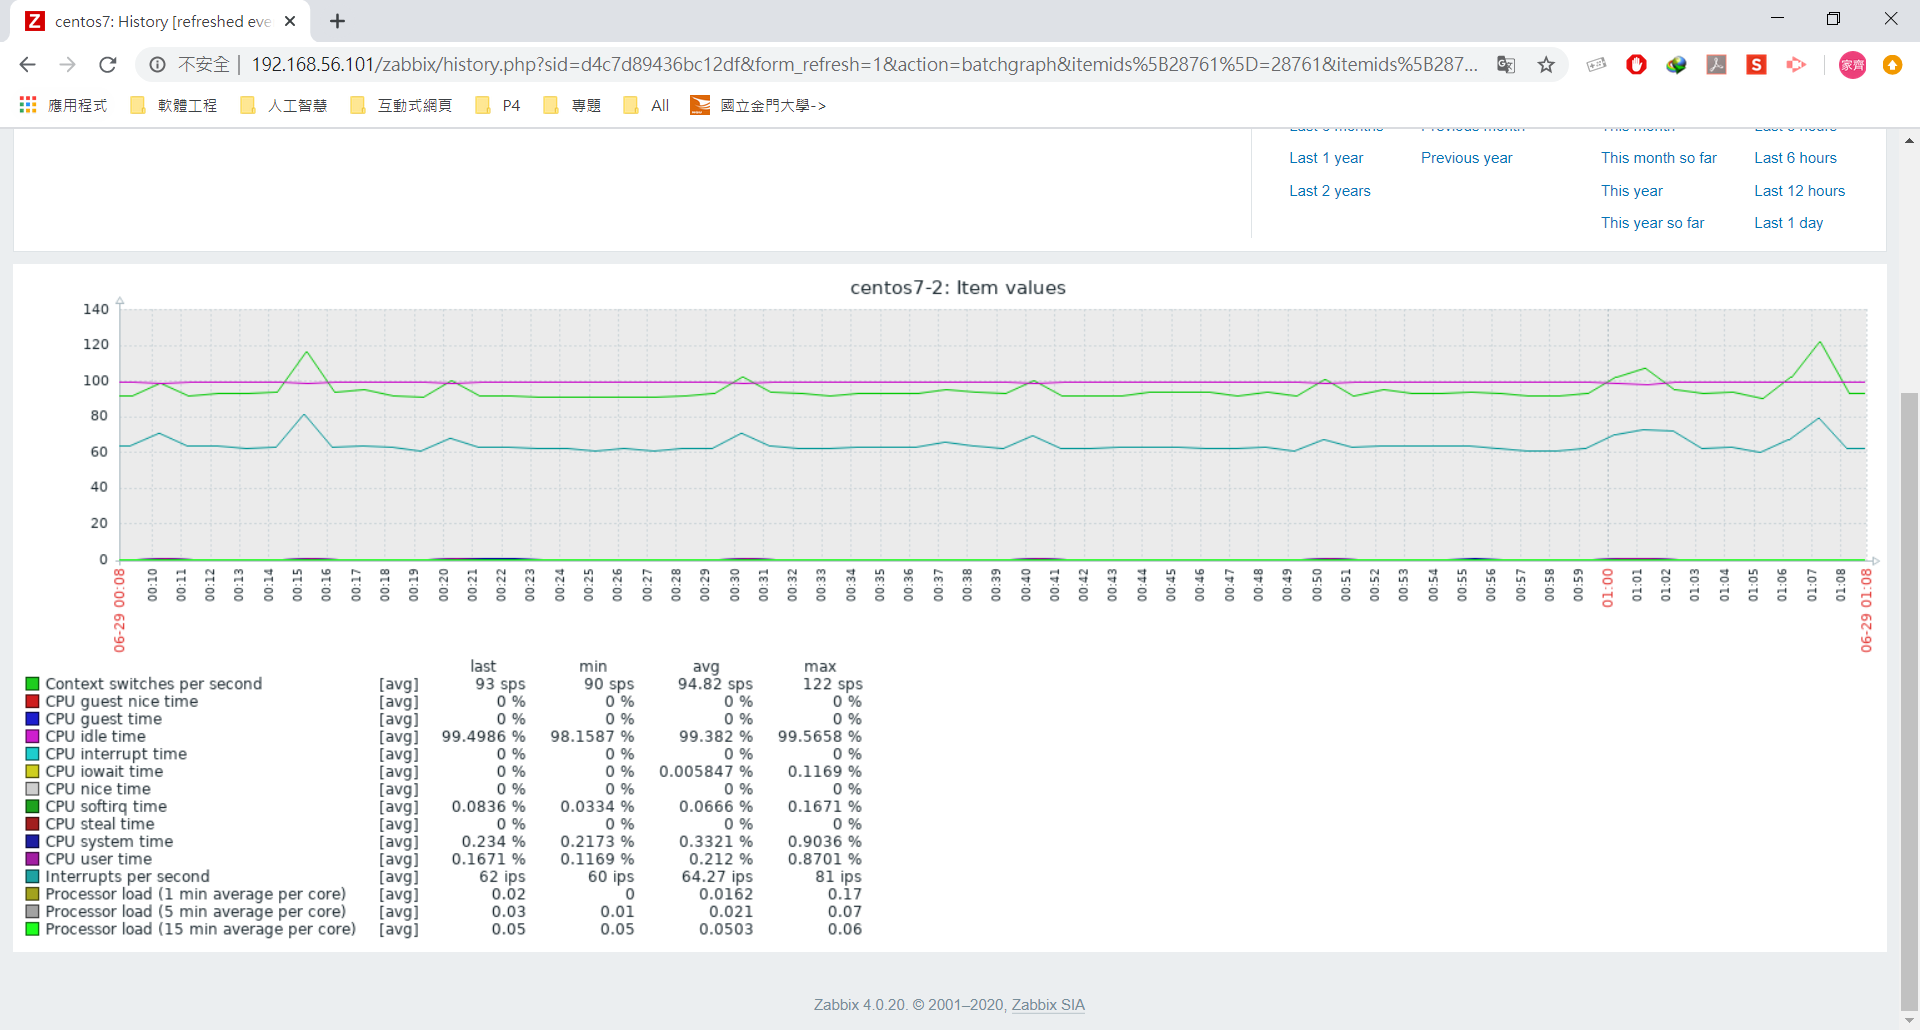 centos7: History [refreshed eve
不安全 | 192.168.56.101/zabbix/history.php?sid=d4c7d89436bc12df&form_refresh=1&action=batchgraph&itemids%5B28761%5D=28761&itemids%5B287...
家齊
應用程式 軟體工程 人工智慧 互動式網頁 P4 專題 All 國立金門大學->
Last 6 months Previous month This month Last 3 hours
Last 1 year Previous year This month so far Last 6 hours
Last 2 years This year Last 12 hours
This year so far Last 1 day
centos7-2: Item values
140
120
100
80
60
40
20
0
06-29 00:08 00:10 00:11 00:12 00:13 00:14 00:15 00:16 00:17 00:18 00:19 00:20 00:21 00:22 00:23 00:24 00:25 00:26 00:27 00:28 00:29 00:30 00:31 00:32 00:33 00:34 00:35 00:36 00:37 00:38 00:39 00:40 00:41 00:42 00:43 00:44 00:45 00:46 00:47 00:48 00:49 00:50 00:51 00:52 00:53 00:54 00:55 00:56 00:57 00:58 00:59 01:00 01:01 01:02 01:03 01:04 01:05 01:06 01:07 01:08 06-29 01:08
last min avg max
Context switches per second [avg] 93 sps 90 sps 94.82 sps 122 sps
CPU guest nice time [avg] 0 % 0 % 0 % 0 %
CPU guest time [avg] 0 % 0 % 0 % 0 %
CPU idle time [avg] 99.4986 % 98.1587 % 99.382 % 99.5658 %
CPU interrupt time [avg] 0 % 0 % 0 % 0 %
CPU iowait time [avg] 0 % 0 % 0.005847 % 0.1169 %
CPU nice time [avg] 0 % 0 % 0 % 0 %
CPU softirq time [avg] 0.0836 % 0.0334 % 0.0666 % 0.1671 %
CPU steal time [avg] 0 % 0 % 0 % 0 %
CPU system time [avg] 0.234 % 0.2173 % 0.3321 % 0.9036 %
CPU user time [avg] 0.1671 % 0.1169 % 0.212 % 0.8701 %
Interrupts per second [avg] 62 ips 60 ips 64.27 ips 81 ips
Processor load (1 min average per core) [avg] 0.02 0 0.0162 0.17
Processor load (5 min average per core) [avg] 0.03 0.01 0.021 0.07
Processor load (15 min average per core) [avg] 0.05 0.05 0.0503 0.06
Zabbix 4.0.20. © 2001–2020, Zabbix SIA